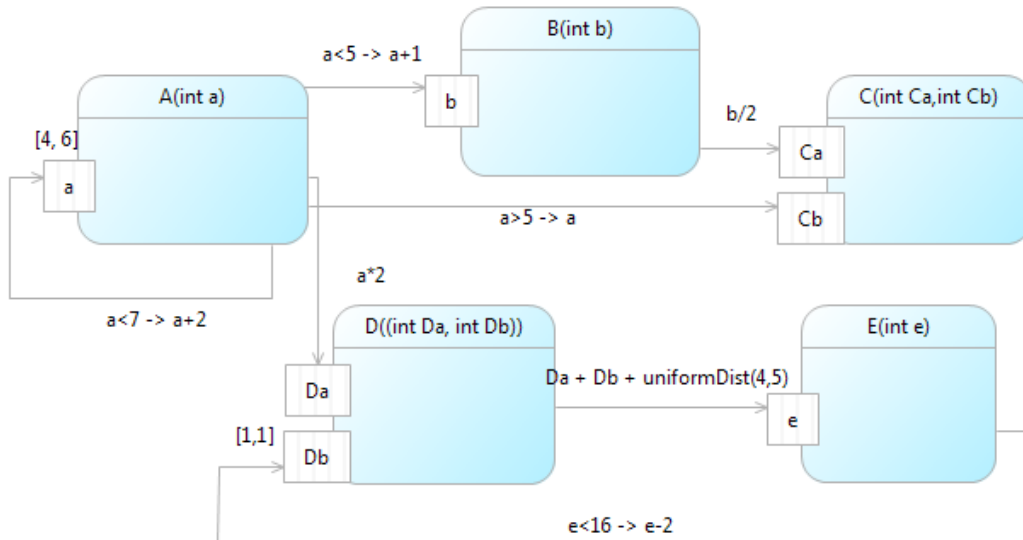 B(int b)
a<5 -> a+1
A(int a)
b
C(int Ca,int Cb)
b/2
[4, 6]
Ca
a
Cb
a>5 -> a
a*2
a<7 -> a+2
D((int Da, int Db))
E(int e)
Da + Db + uniformDist(4,5)
Da
e
[1,1]
Db
e<16 -> e-2